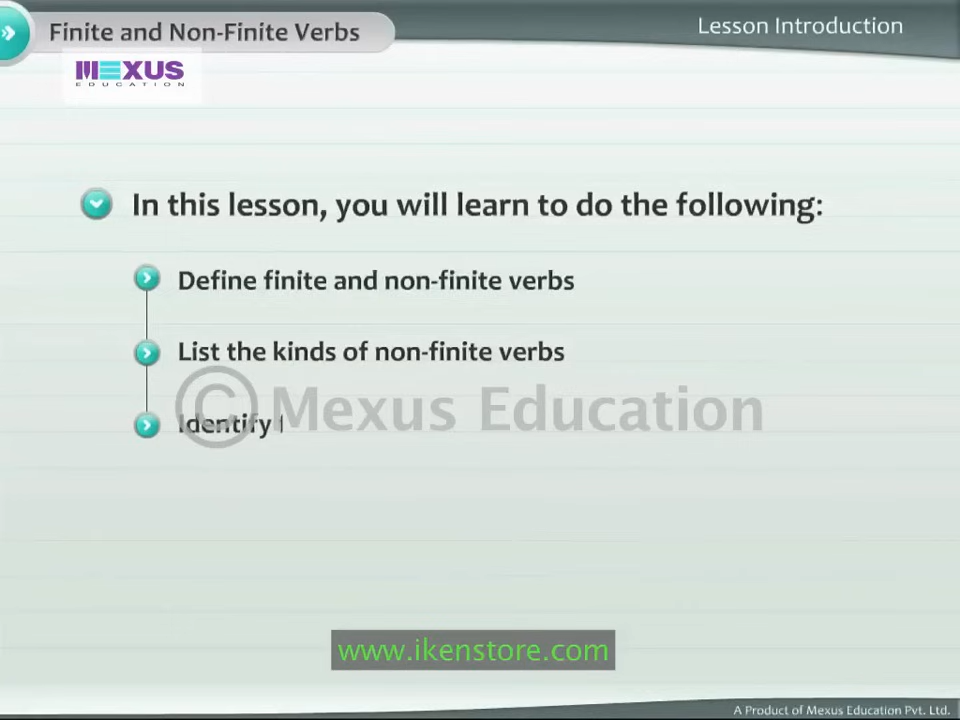 Finite and Non-Finite Verbs
Lesson Introduction
MEXUS
EDUCATION
In this lesson, you will learn to do the following:
Define finite and non-finite verbs
List the kinds of non-finite verbs
Identify
© Mexus Education
www.ikenstore.com
A Product of Mexus Education Pvt. Ltd.